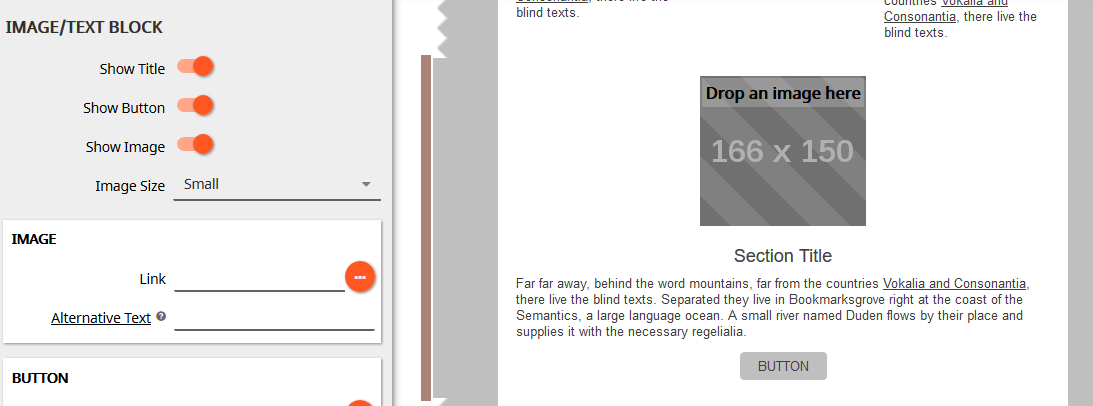 IMAGE/TEXT BLOCK
Show Title
Show Button
Show Image
Image Size Small
IMAGE
Link
Alternative Text ?
BUTTON
blind texts.
countries Vokalia and
Consonantia, there live the
blind texts.
Drop an image here
166 x 150
Section Title
Far far away, behind the word mountains, far from the countries Vokalia and Consonantia,
there live the blind texts. Separated they live in Bookmarksgrove right at the coast of the
Semantics, a large language ocean. A small river named Duden flows by their place and
supplies it with the necessary regelialia.
BUTTON